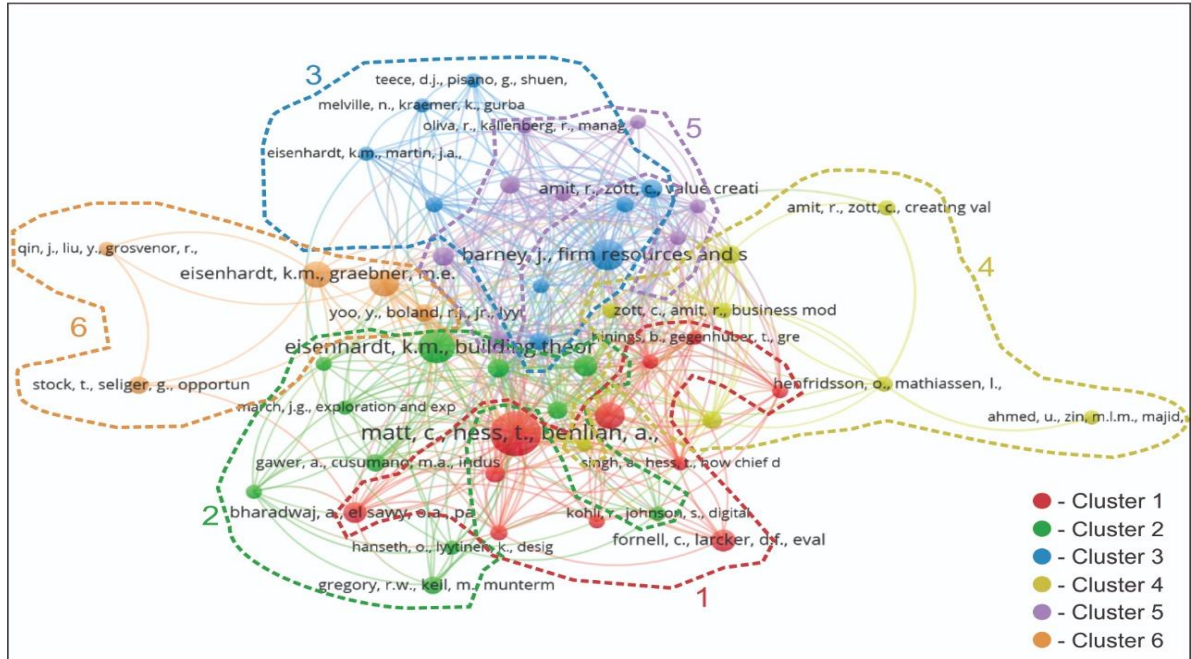 3
teece, d.j., pisano, g., shuen,
melville, n., kraemer, k., gurba
oliva, r., kallenberg, r., manag
5
eisenhardt, k.m., martin, j.a.,
amit, r., zott, c., value creati
amit, r., zott, c., creating val
qin, j., liu, y., grosvenor, r.,
barney, j., firm resources and s
4
eisenhardt, k.m., graebner, m.e.
yoo, y., boland, r.j., jr., lyyt
zott, c., amit, r., business mod
6
hinings, b., gegenhuber, t., gre
eisenhardt, k.m., building theor
stock, t., seliger, g., opportun
henfridsson, o., mathiassen, l.,
march, j.g., exploration and exp
ahmed, u., zin, m.l.m., majid,
matt, c., hess, t., benlian, a.,
gawer, a., cusumano, m.a., indus
singh, a., hess, t., how chief d
2
bharadwaj, a., el sawy, o.a., pa
kohli, r., johnson, s., digital
hanseth, o., lyytinen, k., desig
fornell, c., larcker, d.f., eval
gregory, r.w., keil, m., munterm
1
- Cluster 1
- Cluster 2
- Cluster 3
- Cluster 4
- Cluster 5
- Cluster 6